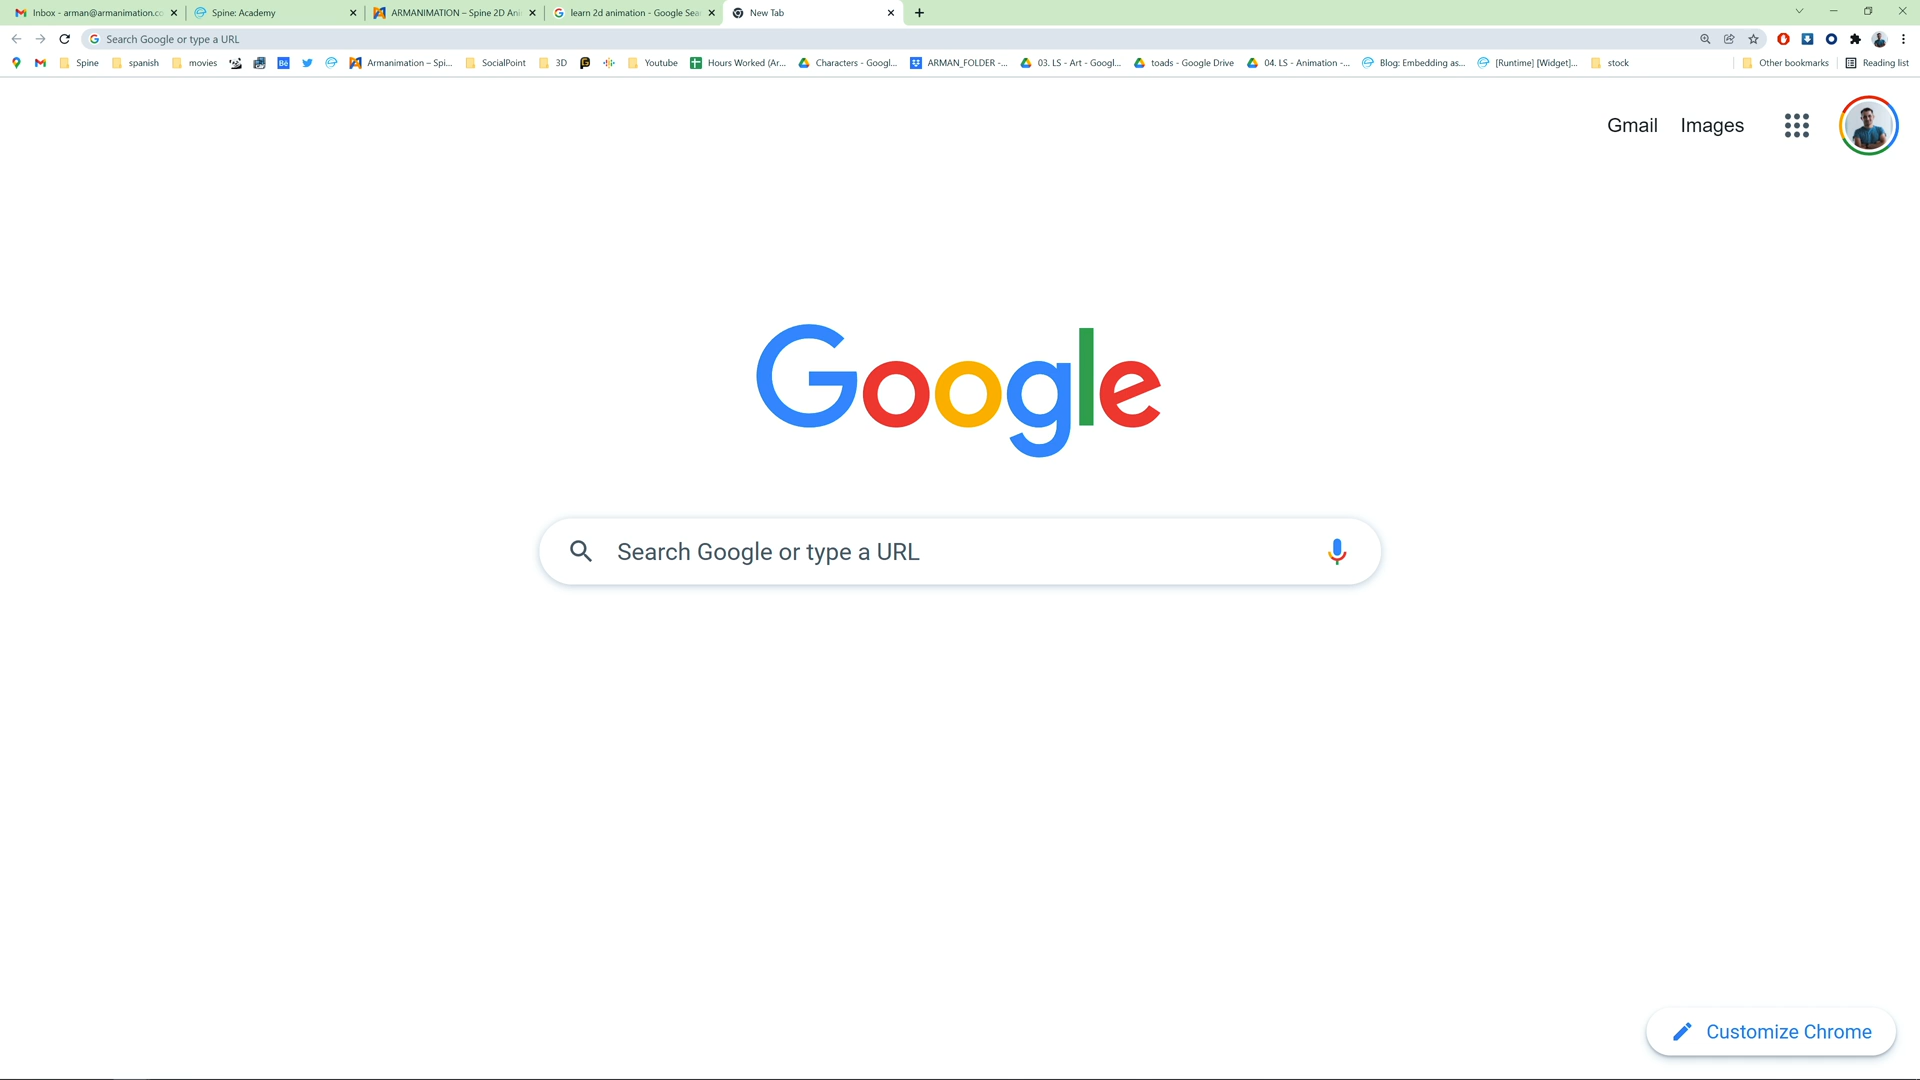 Inbox - arman@armanimation.co
Spine: Academy
ARMANIMATION – Spine 2D Ani
learn 2d animation - Google Sea
New Tab
Search Google or type a URL
Spine
spanish
movies
Bē
Armanimation – Spi...
SocialPoint
3D
Youtube
Hours Worked (Ar...
Characters - Googl...
ARMAN_FOLDER -...
03. LS - Art - Googl...
toads - Google Drive
04. LS - Animation -...
Blog: Embedding as...
[Runtime] [Widget]...
stock
Other bookmarks
Reading list
Gmail
Images
Google
Search Google or type a URL
Customize Chrome